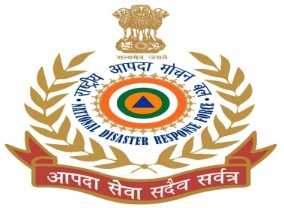 सत्यमेव जयते
राष्ट्रीय आपदा मोचन बल
NATIONAL DISASTER RESPONSE FORCE
आपदा सेवा सदैव सर्वत्र